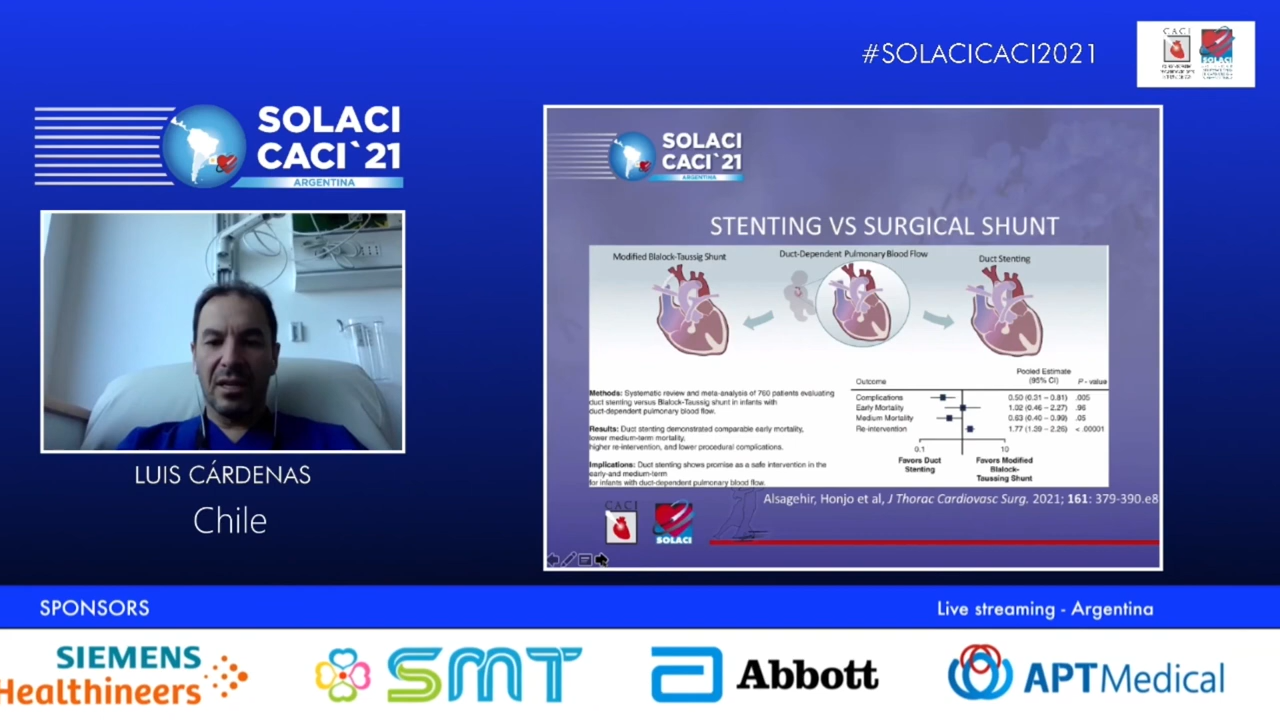 #SOLACICACI2021
CACI
SOLACI
SOLACI
CACI`21
ARGENTINA
LUIS CÁRDENAS
Chile
SOLACI
CACI`21
ARGENTINA
STENTING VS SURGICAL SHUNT
Modified Blalock-Taussig Shunt
Duct-Dependent Pulmonary Blood Flow
Duct Stenting
Methods: Systematic review and meta-analysis of 760 patients evaluating
duct stenting versus Blalock-Taussig shunt in infants with
duct-dependent pulmonary blood flow.
Results: Duct stenting demonstrated comparable early mortality,
lower medium-term mortality,
higher re-intervention, and lower procedural complications.
Implications: Duct stenting shows promise as a safe intervention in the
early-and medium-term
for infants with duct-dependent pulmonary blood flow.
Pooled Estimate
Outcome (95% CI) P - value
Complications 0.50 (0.31 – 0.81) .005
Early Mortality 1.02 (0.46 – 2.27) .96
Medium Mortality 0.63 (0.40 – 0.99) .05
Re-intervention 1.77 (1.39 – 2.26) < .00001
0.1 1 10
Favors Duct
Stenting
Favors Modified
Blalock-
Taussing Shunt
Alsagehir, Honjo et al, J Thorac Cardiovasc Surg. 2021; 161: 379-390.e8
CACI
SOLACI
SPONSORS
Live streaming - Argentina
SIEMENS
Healthineers
SMT
Abbott
APT Medical